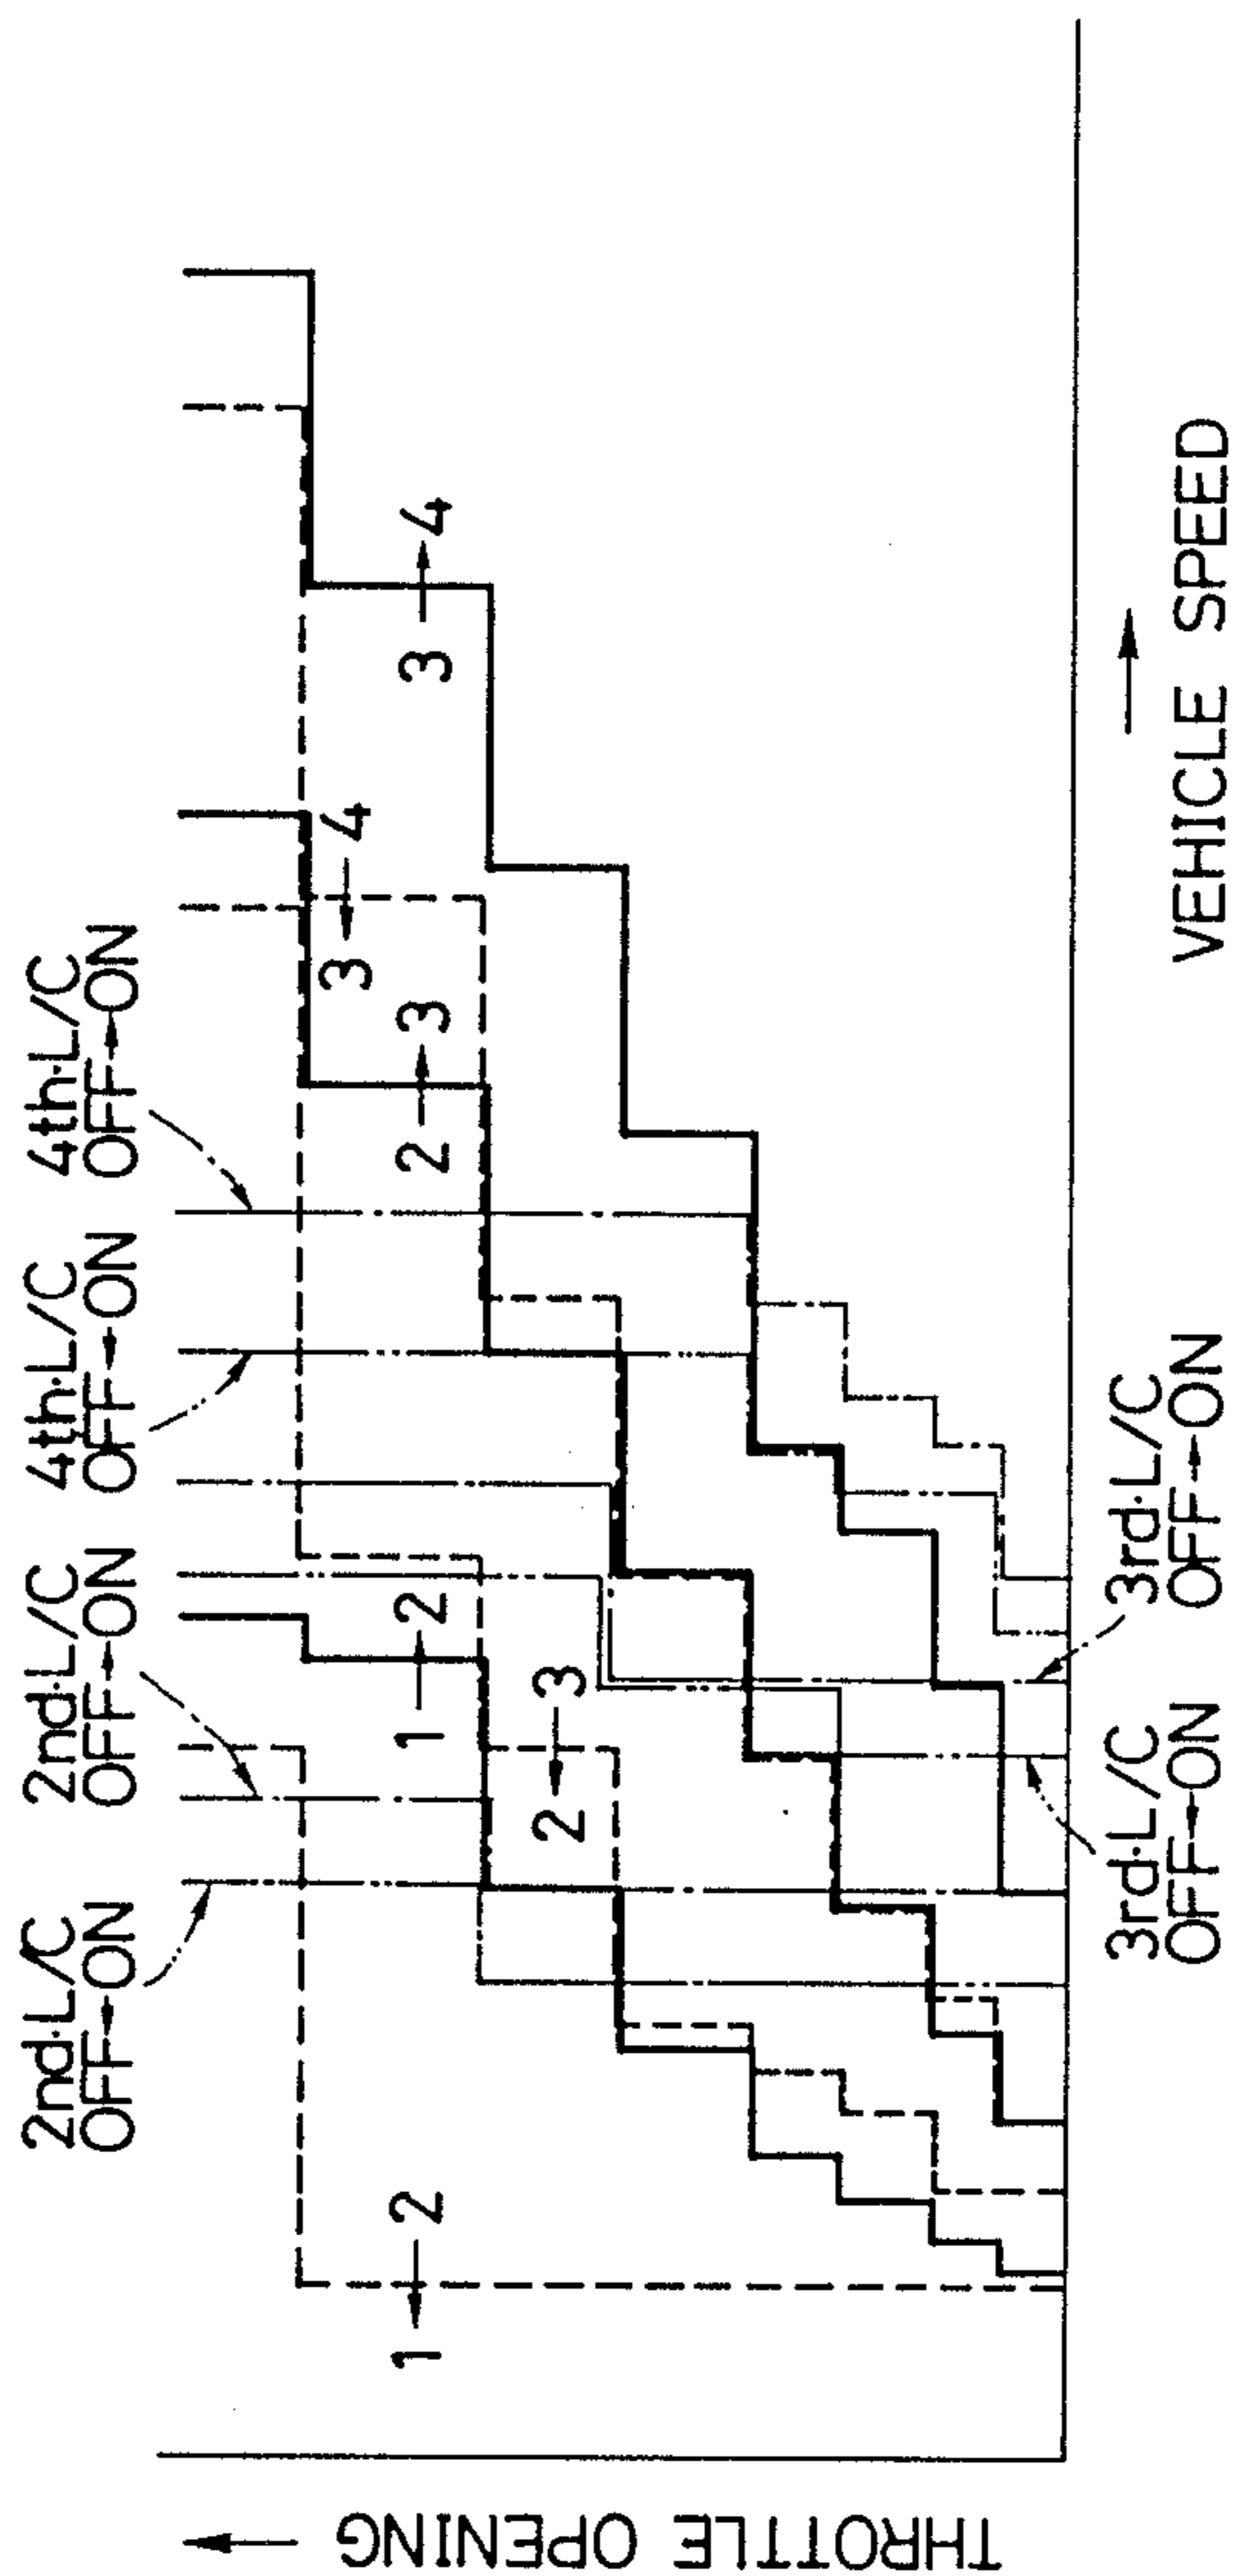 2nd·L/C
OFF←ON
2nd·L/C
OFF→ON
4th·L/C
OFF←ON
4th·L/C
OFF→ON
1←2
1→2
2←3
2→3
3←4
3→4
3rd·L/C
OFF←ON
3rd·L/C
OFF→ON
THROTTLE OPENING →
→
VEHICLE SPEED